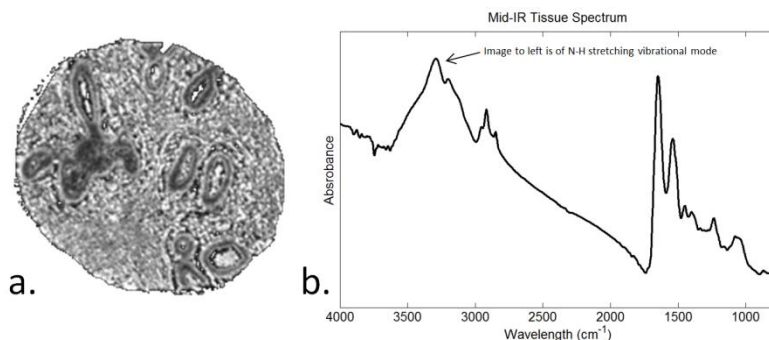 Mid-IR Tissue Spectrum
Image to left is of N-H stretching vibrational mode
Absrobance
4000 3500 3000 2500 2000 1500 1000
Wavelength (cm⁻¹)
a.
b.